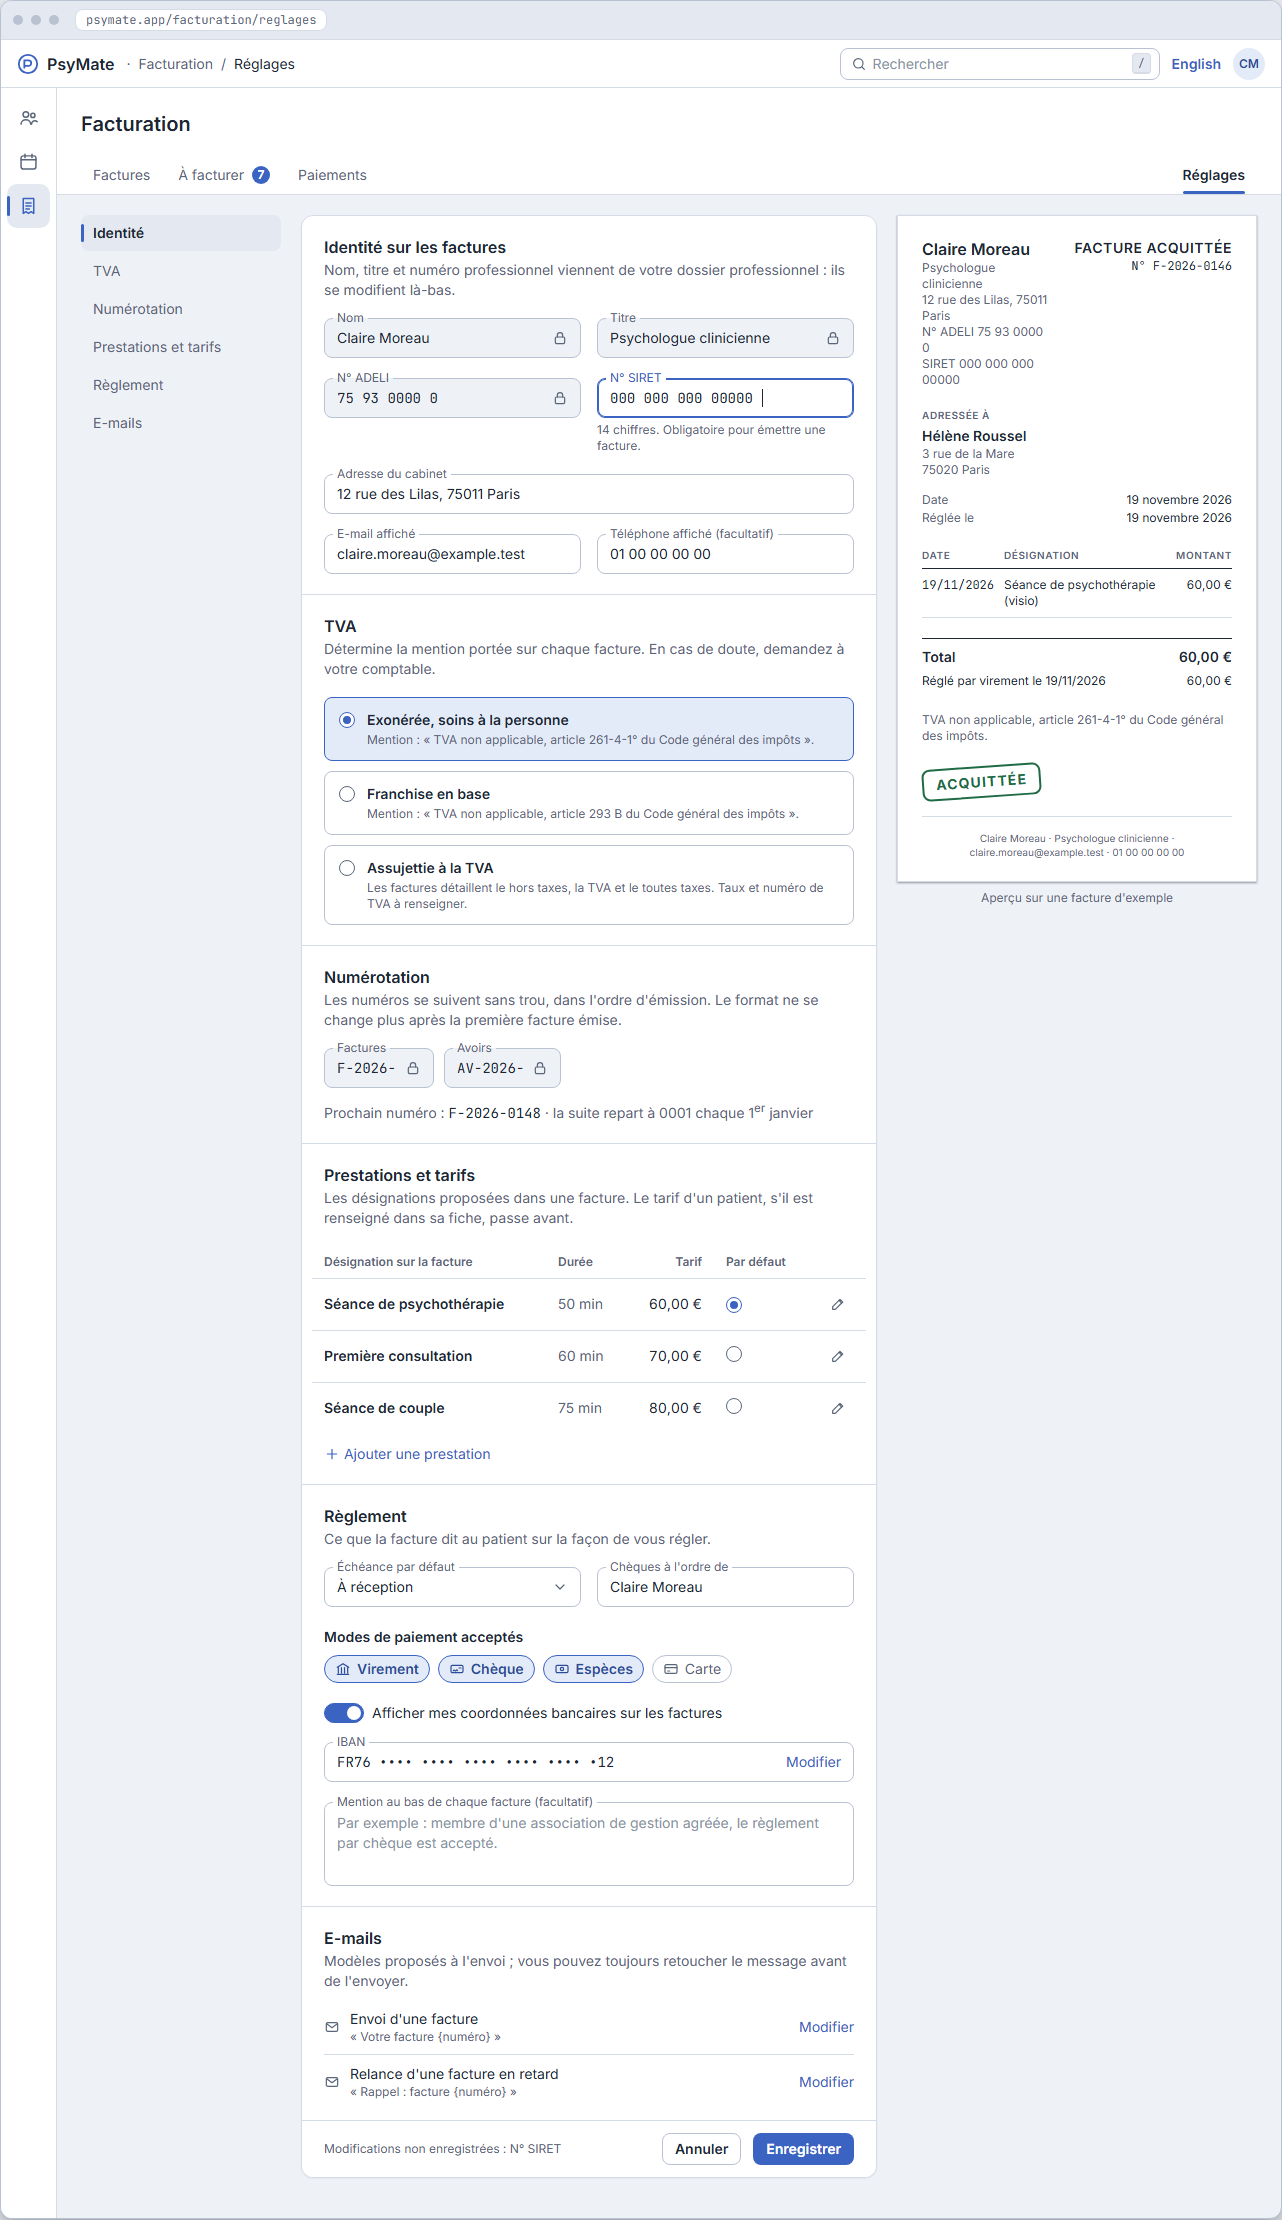 psymate.app/facturation/reglages
PsyMate · Facturation / Réglages
Rechercher /
English
CM
Facturation
Factures
À facturer 7
Paiements
Réglages
Identité
TVA
Numérotation
Prestations et tarifs
Règlement
E-mails
Identité sur les factures
Nom, titre et numéro professionnel viennent de votre dossier professionnel : ils
se modifient là-bas.
Nom
Claire Moreau
Titre
Psychologue clinicienne
N° ADELI
75 93 0000 0
N° SIRET
000 000 000 00000
14 chiffres. Obligatoire pour émettre une
facture.
Adresse du cabinet
12 rue des Lilas, 75011 Paris
E-mail affiché
claire.moreau@example.test
Téléphone affiché (facultatif)
01 00 00 00 00
TVA
Détermine la mention portée sur chaque facture. En cas de doute, demandez à
votre comptable.
Exonérée, soins à la personne
Mention : « TVA non applicable, article 261-4-1° du Code général des impôts ».
Franchise en base
Mention : « TVA non applicable, article 293 B du Code général des impôts ».
Assujettie à la TVA
Les factures détaillent le hors taxes, la TVA et le toutes taxes. Taux et numéro de
TVA à renseigner.
Numérotation
Les numéros se suivent sans trou, dans l'ordre d'émission. Le format ne se
change plus après la première facture émise.
Factures
F-2026-
Avoirs
AV-2026-
Prochain numéro : F-2026-0148 · la suite repart à 0001 chaque 1er janvier
Prestations et tarifs
Les désignations proposées dans une facture. Le tarif d'un patient, s'il est
renseigné dans sa fiche, passe avant.
Désignation sur la facture Durée Tarif Par défaut
Séance de psychothérapie 50 min 60,00 €
Première consultation 60 min 70,00 €
Séance de couple 75 min 80,00 €
+ Ajouter une prestation
Règlement
Ce que la facture dit au patient sur la façon de vous régler.
Échéance par défaut
À réception
Chèques à l'ordre de
Claire Moreau
Modes de paiement acceptés
Virement Chèque Espèces Carte
Afficher mes coordonnées bancaires sur les factures
IBAN
FR76 •••• •••• •••• •••• •••• •12
Modifier
Mention au bas de chaque facture (facultatif)
Par exemple : membre d'une association de gestion agréée, le règlement
par chèque est accepté.
E-mails
Modèles proposés à l'envoi ; vous pouvez toujours retoucher le message avant
de l'envoyer.
Envoi d'une facture
« Votre facture {numéro} »
Modifier
Relance d'une facture en retard
« Rappel : facture {numéro} »
Modifier
Modifications non enregistrées : N° SIRET
Annuler
Enregistrer
Claire Moreau
Psychologue
clinicienne
12 rue des Lilas, 75011
Paris
N° ADELI 75 93 0000
0
SIRET 000 000 000
00000
FACTURE ACQUITTÉE
N° F-2026-0146
ADRESSÉE À
Hélène Roussel
3 rue de la Mare
75020 Paris
Date 19 novembre 2026
Réglée le 19 novembre 2026
DATE DÉSIGNATION MONTANT
19/11/2026 Séance de psychothérapie 60,00 €
(visio)
Total 60,00 €
Réglé par virement le 19/11/2026 60,00 €
TVA non applicable, article 261-4-1° du Code général
des impôts.
ACQUITTÉE
Claire Moreau · Psychologue clinicienne ·
claire.moreau@example.test · 01 00 00 00 00
Aperçu sur une facture d'exemple